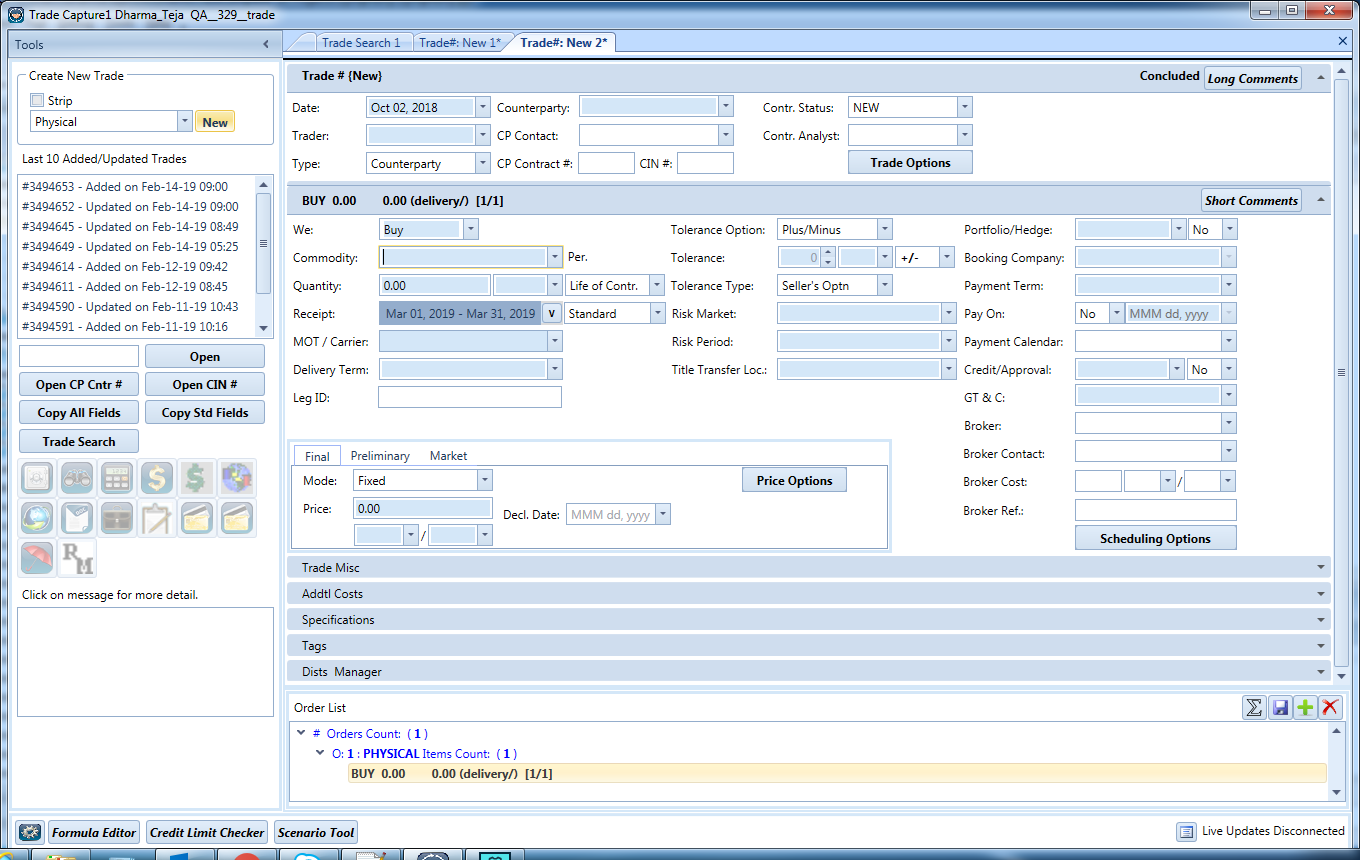 Trade Capture1 Dharma_Teja QA__329__trade
Tools
Trade Search 1 Trade#: New 1* Trade#: New 2*
Create New Trade
Strip
Physical New
Last 10 Added/Updated Trades
#3494653 - Added on Feb-14-19 09:00
#3494652 - Updated on Feb-14-19 09:00
#3494645 - Updated on Feb-14-19 08:49
#3494649 - Updated on Feb-14-19 05:25
#3494614 - Added on Feb-12-19 09:42
#3494611 - Added on Feb-12-19 08:45
#3494590 - Updated on Feb-11-19 10:43
#3494591 - Added on Feb-11-19 10:16
Open
Open CP Cntr # Open CIN #
Copy All Fields Copy Std Fields
Trade Search
RM
Click on message for more detail.
Trade # {New} Concluded Long Comments
Date: Oct 02, 2018 Counterparty: Contr. Status: NEW
Trader: CP Contact: Contr. Analyst:
Type: Counterparty CP Contract #: CIN #: Trade Options
BUY 0.00 0.00 (delivery/) [1/1] Short Comments
We: Buy Tolerance Option: Plus/Minus Portfolio/Hedge: No
Commodity: Per. Tolerance: 0 +/- Booking Company:
Quantity: 0.00 Life of Contr. Tolerance Type: Seller's Optn Payment Term:
Receipt: Mar 01, 2019 - Mar 31, 2019 v Standard Risk Market: Pay On: No MMM dd, yyyy
MOT / Carrier: Risk Period: Payment Calendar:
Delivery Term: Title Transfer Loc.: Credit/Approval: No
Leg ID: GT & C:
Broker:
Final Preliminary Market Broker Contact:
Mode: Fixed Price Options Broker Cost: /
Price: 0.00 Decl. Date: MMM dd, yyyy Broker Ref.:
/ Scheduling Options
Trade Misc
Addtl Costs
Specifications
Tags
Dists Manager
Order List
# Orders Count: ( 1 )
O: 1 : PHYSICAL Items Count: ( 1 )
BUY 0.00 0.00 (delivery/) [1/1]
Formula Editor Credit Limit Checker Scenario Tool Live Updates Disconnected